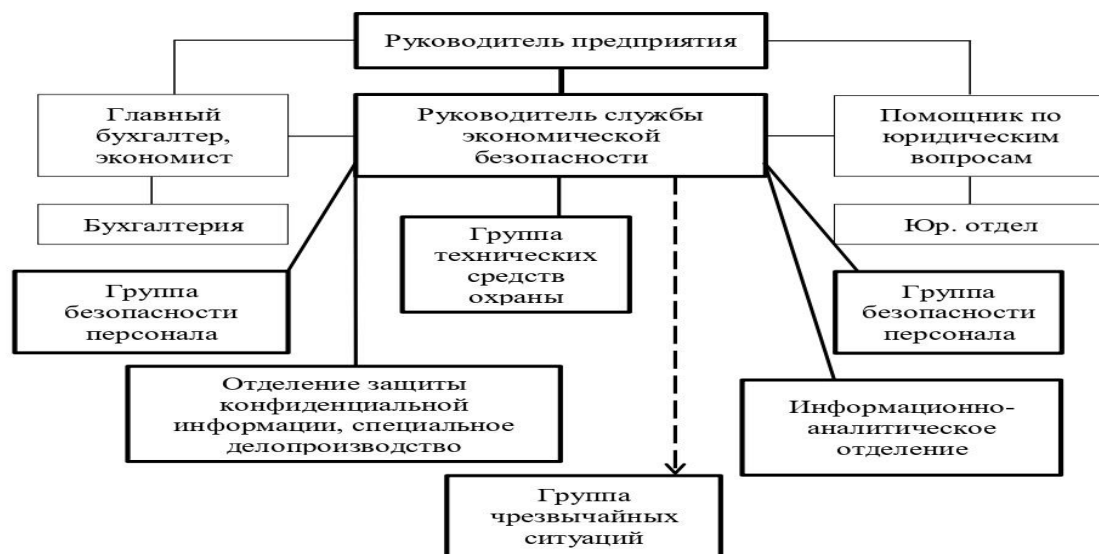 Руководитель предприятия
Главный
бухгалтер,
экономист
Руководитель службы
экономической
безопасности
Помощник по
юридическим
вопросам
Бухгалтерия
Группа
технических
средств
охраны
Юр. отдел
Группа
безопасности
персонала
Группа
безопасности
персонала
Отделение защиты
конфиденциальной
информации, специальное
делопроизводство
Информационно-
аналитическое
отделение
Группа
чрезвычайных
ситуаций